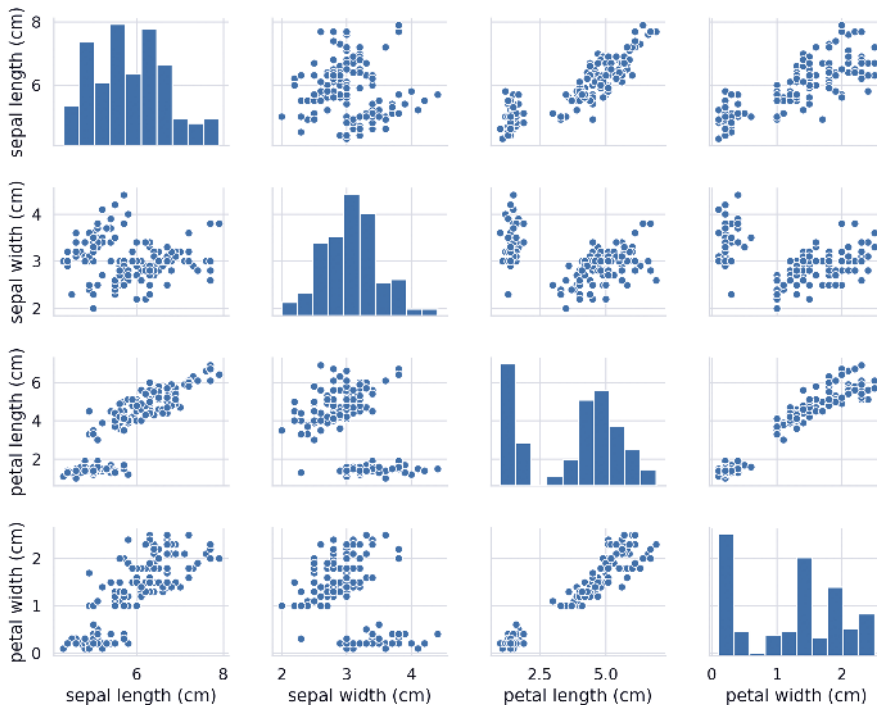 sepal length (cm)
8
6
sepal width (cm)
4
3
2
petal length (cm)
6
4
2
petal width (cm)
2
1
0
6
8
sepal length (cm)
2
3
4
sepal width (cm)
2.5
5.0
petal length (cm)
0
1
2
petal width (cm)